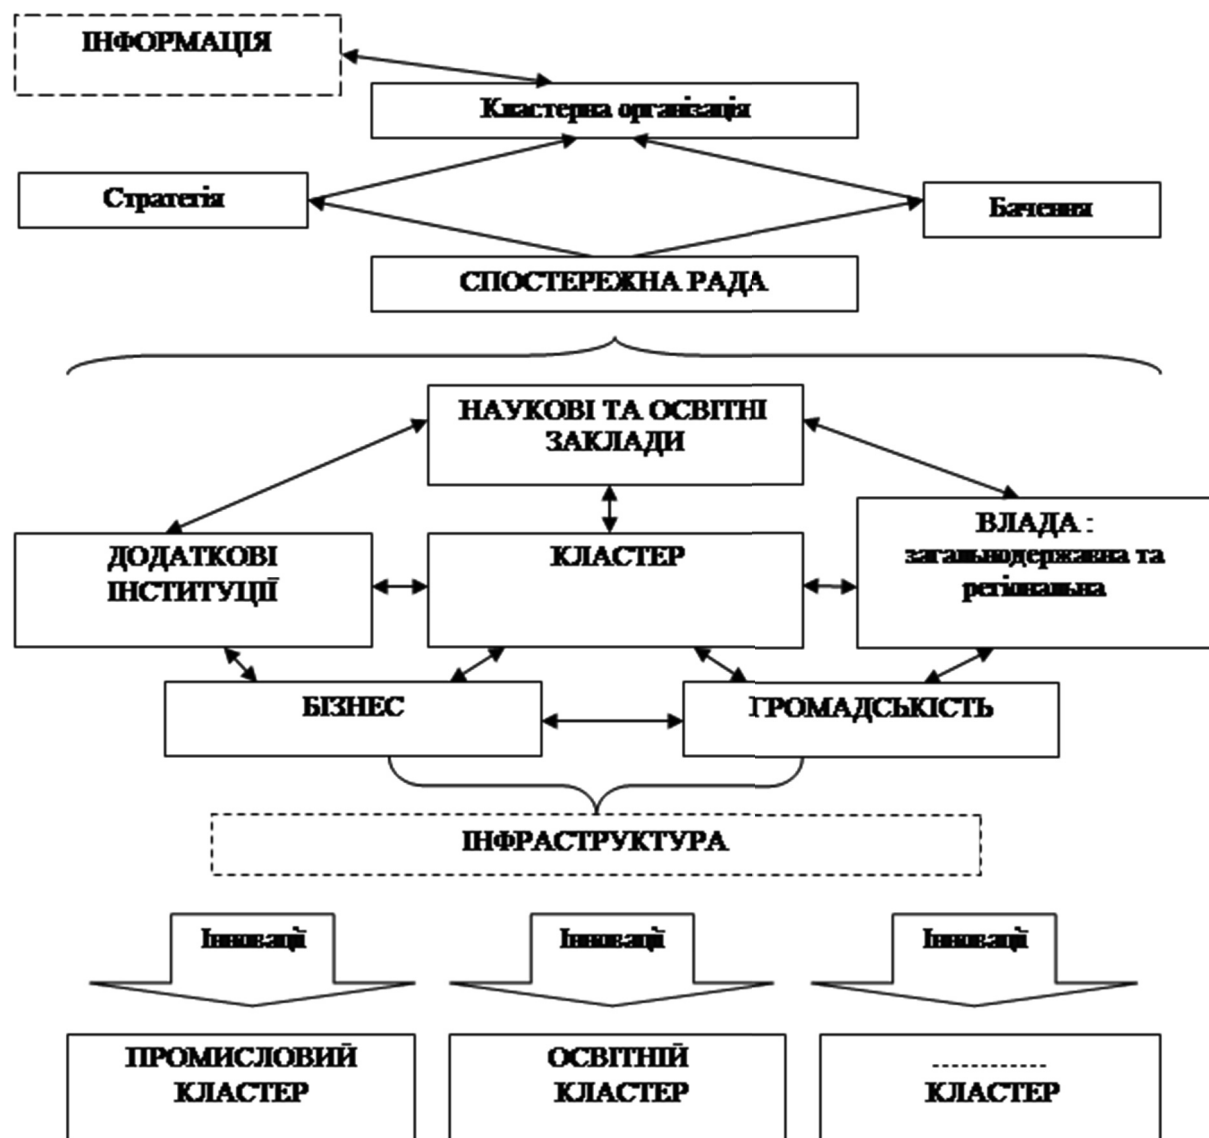 ІНФОРМАЦІЯ
Кластерна організація
Стратегія
Бачення
СПОСТЕРЕЖНА РАДА
НАУКОВІ ТА ОСВІТНІ
ЗАКЛАДИ
ДОДАТКОВІ
ІНСТИТУЦІЇ
КЛАСТЕР
ВЛАДА :
загальнодержавна та
регіональна
БІЗНЕС
ГРОМАДСЬКІСТЬ
ІНФРАСТРУКТУРА
Інновації
Інновації
Інновації
ПРОМИСЛОВИЙ
КЛАСТЕР
ОСВІТНІЙ
КЛАСТЕР
------------
КЛАСТЕР